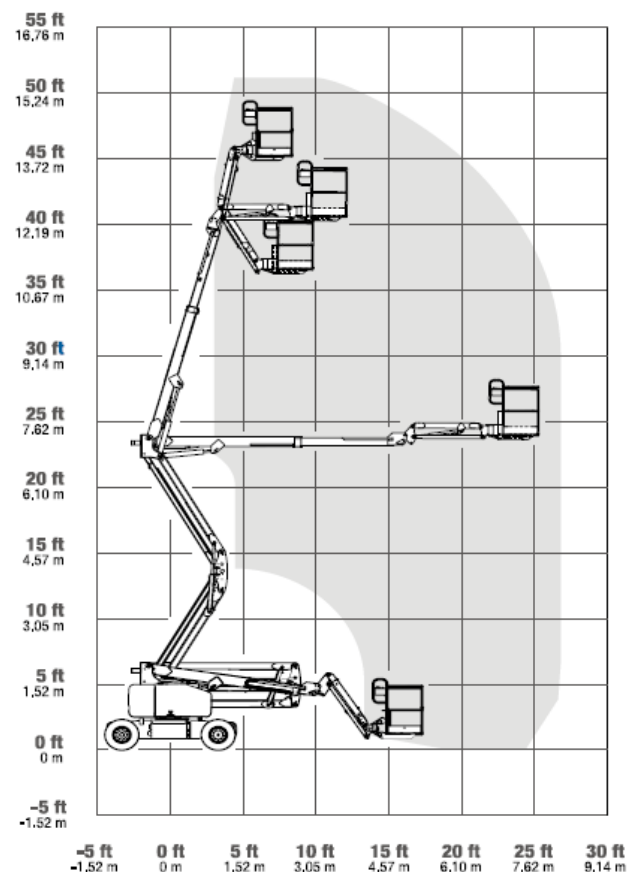 55 ft
16,76 m
50 ft
15,24 m
45 ft
13,72 m
40 ft
12,19 m
35 ft
10,67 m
30 ft
9,14 m
25 ft
7,62 m
20 ft
6,10 m
15 ft
4,57 m
10 ft
3,05 m
5 ft
1,52 m
0 ft
0 m
-5 ft
-1,52 m
-5 ft 0 ft 5 ft 10 ft 15 ft 20 ft 25 ft 30 ft
-1,52 m 0 m 1,52 m 3,05 m 4,57 m 6,10 m 7,62 m 9,14 m